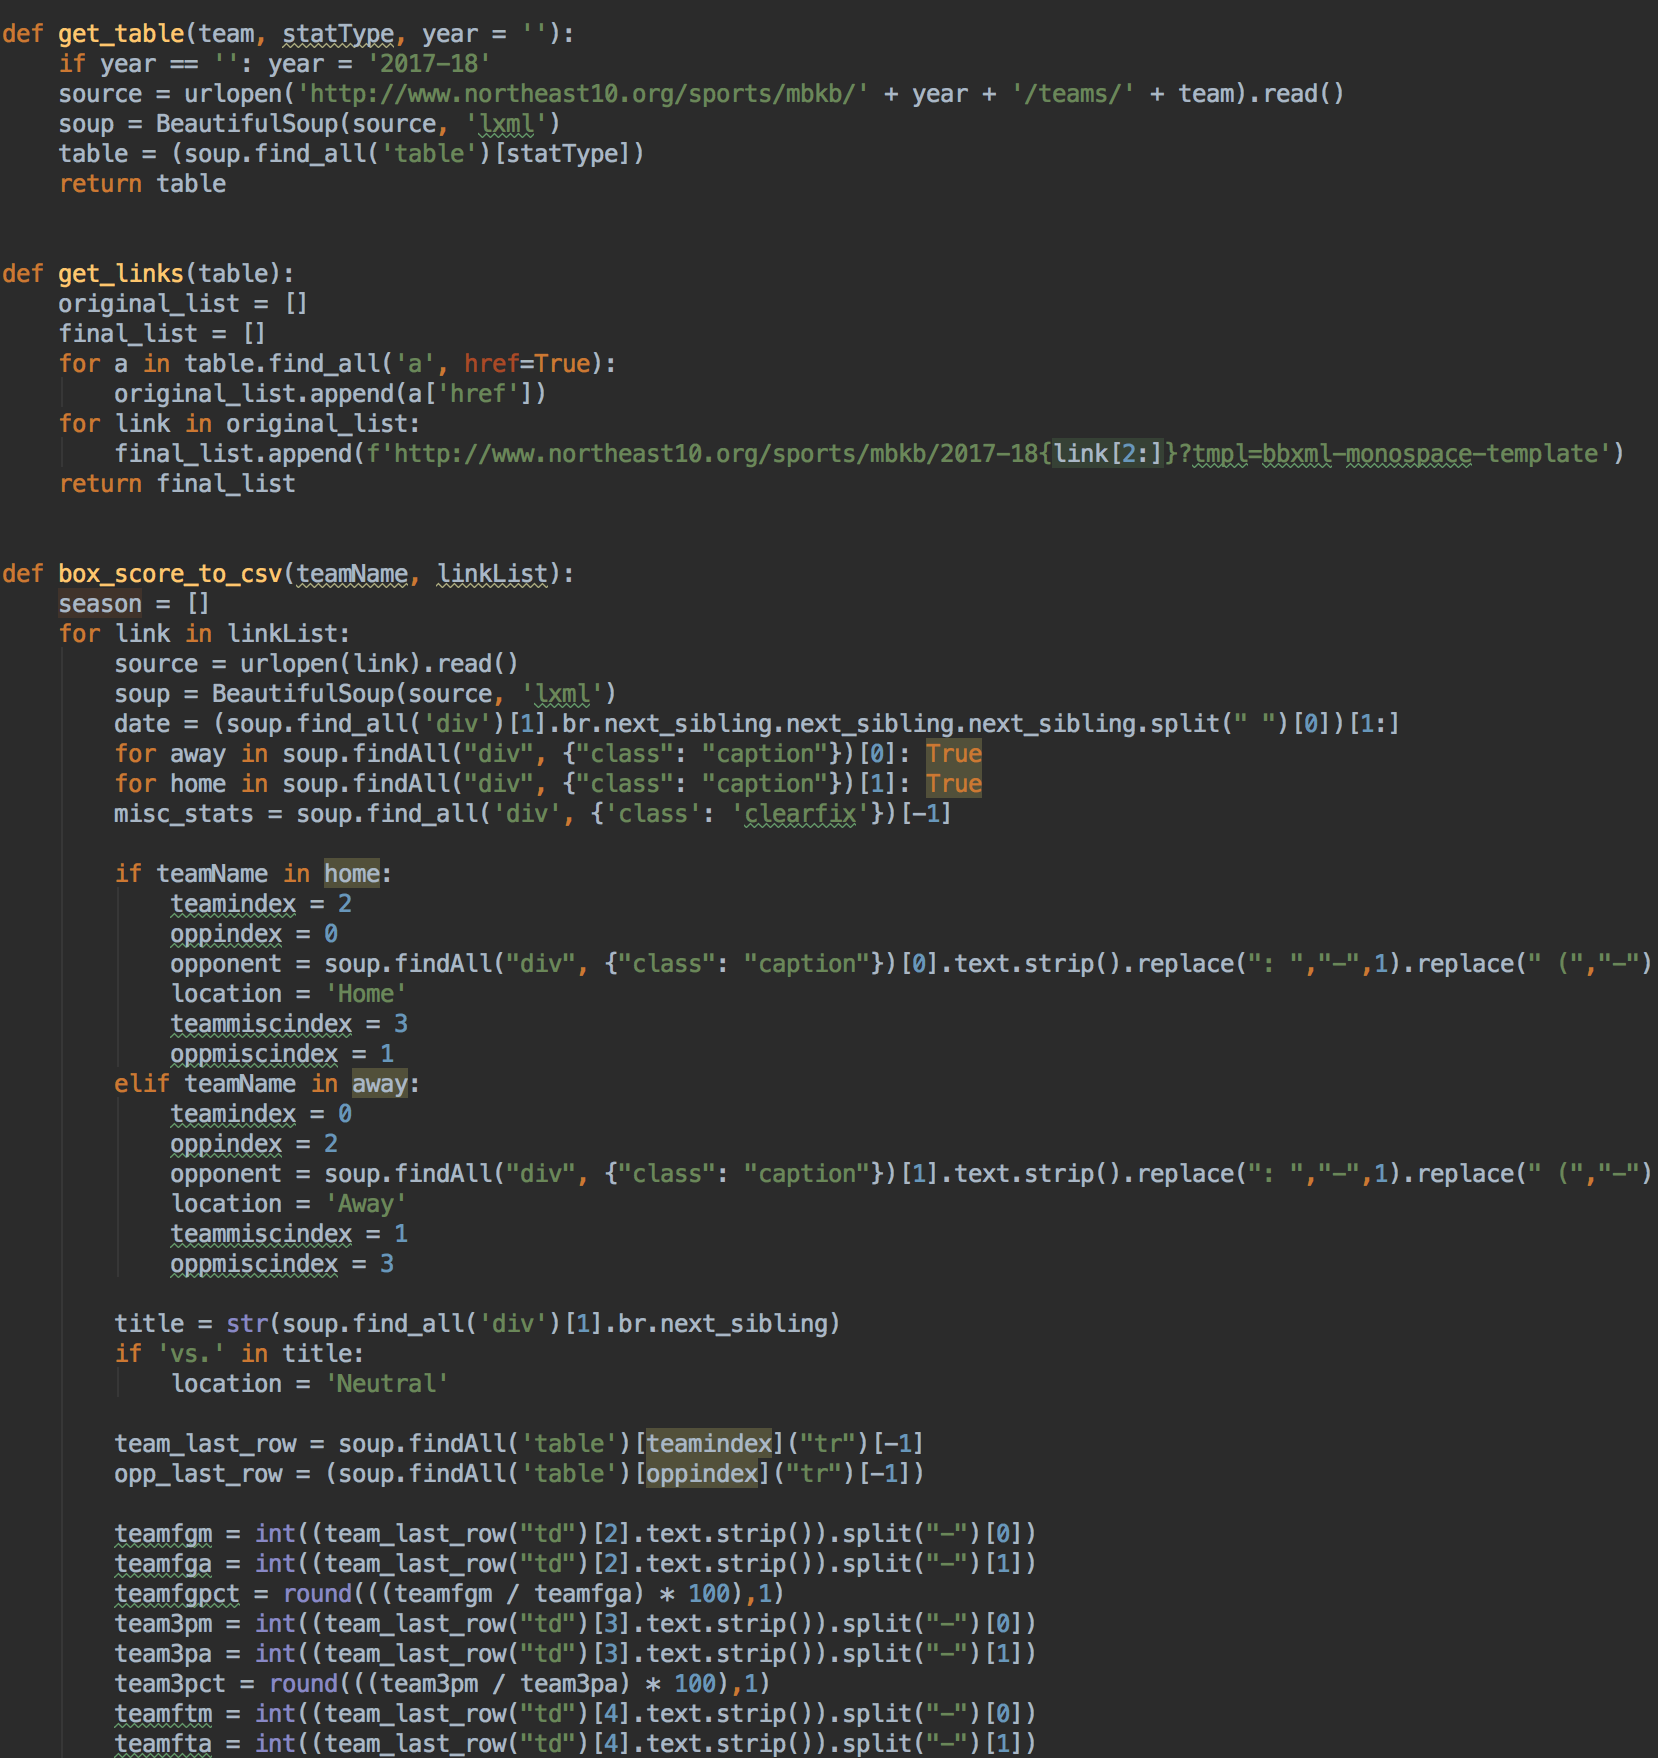 def get_table(team, statType, year = ''):
    if year == '': year = '2017-18'
    source = urlopen('http://www.northeast10.org/sports/mbkb/' + year + '/teams/' + team).read()
    soup = BeautifulSoup(source, 'lxml')
    table = (soup.find_all('table')[statType])
    return table
def get_links(table):
    original_list = []
    final_list = []
    for a in table.find_all('a', href=True):
        original_list.append(a['href'])
    for link in original_list:
        final_list.append(f'http://www.northeast10.org/sports/mbkb/2017-18{link[2:]}?tmpl=bbxml-monospace-template')
    return final_list
def box_score_to_csv(teamName, linkList):
    season = []
    for link in linkList:
        source = urlopen(link).read()
        soup = BeautifulSoup(source, 'lxml')
        date = (soup.find_all('div')[1].br.next_sibling.next_sibling.next_sibling.split(" ")[0])[1:]
        for away in soup.findAll("div", {"class": "caption"})[0]: True
        for home in soup.findAll("div", {"class": "caption"})[1]: True
        misc_stats = soup.find_all('div', {'class': 'clearfix'})[-1]
        if teamName in home:
            teamindex = 2
            oppindex = 0
            opponent = soup.findAll("div", {"class": "caption"})[0].text.strip().replace(": ","-",1).replace(" (","-")
            location = 'Home'
            teammiscindex = 3
            oppmiscindex = 1
        elif teamName in away:
            teamindex = 0
            oppindex = 2
            opponent = soup.findAll("div", {"class": "caption"})[1].text.strip().replace(": ","-",1).replace(" (","-")
            location = 'Away'
            teammiscindex = 1
            oppmiscindex = 3
        title = str(soup.find_all('div')[1].br.next_sibling)
        if 'vs.' in title:
            location = 'Neutral'
        team_last_row = soup.findAll('table')[teamindex]("tr")[-1]
        opp_last_row = (soup.findAll('table')[oppindex]("tr")[-1])
        teamfgm = int((team_last_row("td")[2].text.strip()).split("-")[0])
        teamfga = int((team_last_row("td")[2].text.strip()).split("-")[1])
        teamfgpct = round(((teamfgm / teamfga) * 100),1)
        team3pm = int((team_last_row("td")[3].text.strip()).split("-")[0])
        team3pa = int((team_last_row("td")[3].text.strip()).split("-")[1])
        team3pct = round(((team3pm / team3pa) * 100),1)
        teamftm = int((team_last_row("td")[4].text.strip()).split("-")[0])
        teamfta = int((team_last_row("td")[4].text.strip()).split("-")[1])